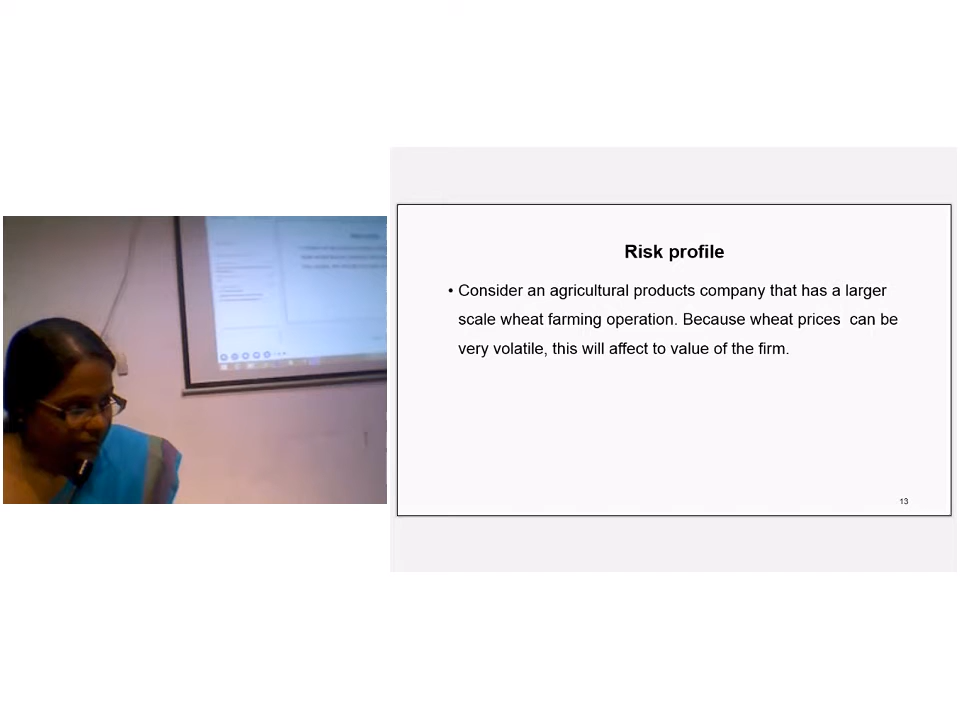 Risk profile
• Consider an agricultural products company that has a larger
scale wheat farming operation. Because wheat prices  can be
very volatile, this will affect to value of the firm.
13